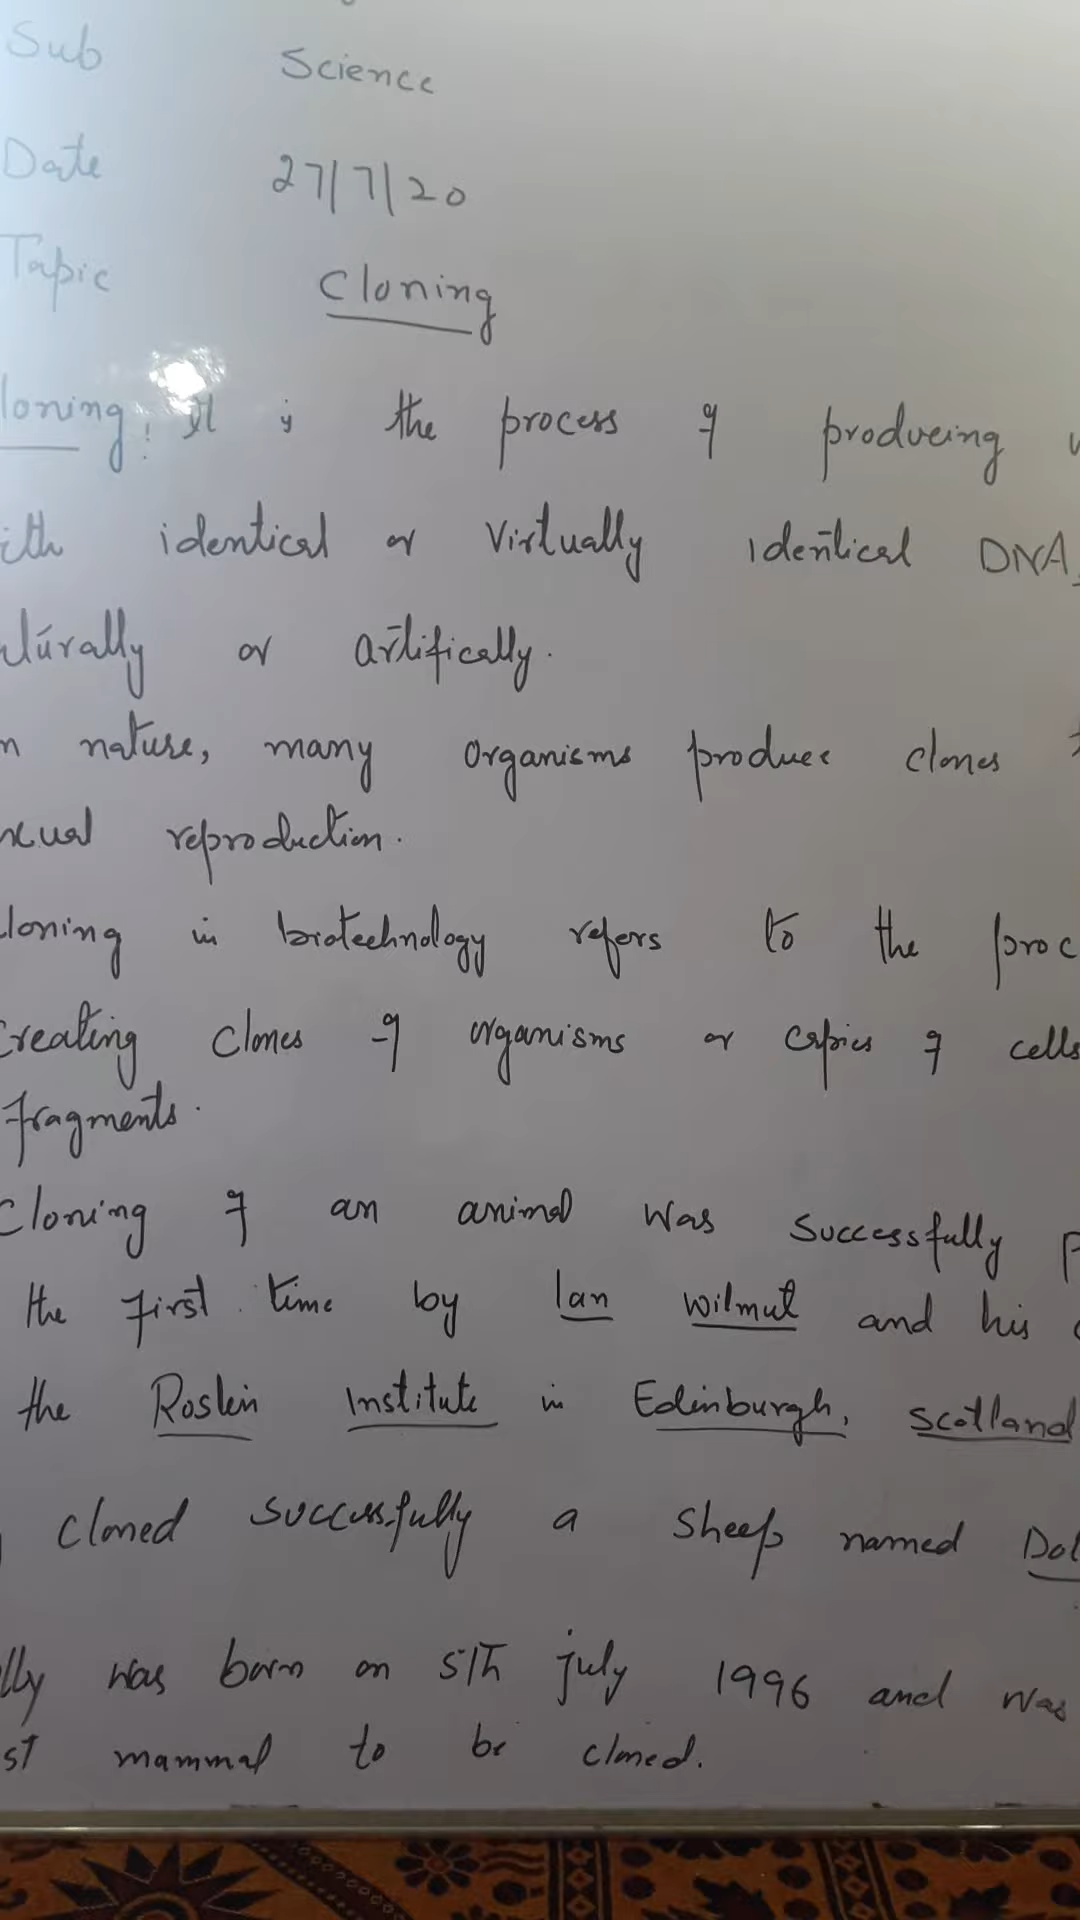 Sub Science
Date 27/7/20
Topic Cloning
loning: It is the process of producing
ith identical or virtually identical DNA,
turally or artifically.
n nature, many organisms produce clones
xual reproduction.
loning in biotechnology refers to the proc
creating clones of organisms or copies of cells
fragments.
Cloning of an animal was successfully p
the first time by Ian wilmut and his
the Roslin Institute in Edinburgh, Scotland
cloned successfully a sheep named Dol
lly was born on 5th july 1996 and was
st mammal to be cloned.